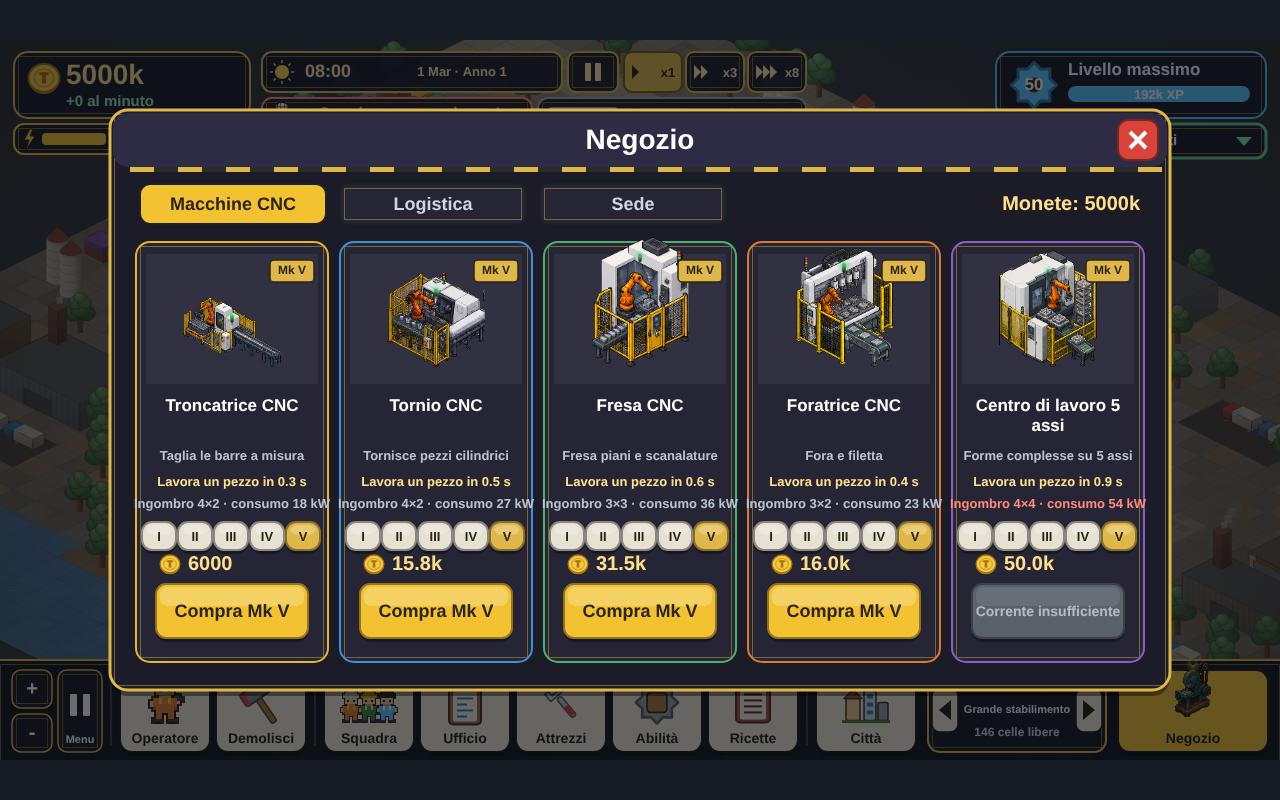 5000k
+0 al minuto
08:00
1 Mar · Anno 1
x1
x3
x8
50
Livello massimo
192k XP
Negozio
Macchine CNC
Logistica
Sede
Monete: 5000k
Mk V
Mk V
Mk V
Mk V
Mk V
Troncatrice CNC
Tornio CNC
Fresa CNC
Foratrice CNC
Centro di lavoro 5
assi
Taglia le barre a misura
Tornisce pezzi cilindrici
Fresa piani e scanalature
Fora e filetta
Forme complesse su 5 assi
Lavora un pezzo in 0.3 s
Lavora un pezzo in 0.5 s
Lavora un pezzo in 0.6 s
Lavora un pezzo in 0.4 s
Lavora un pezzo in 0.9 s
Ingombro 4×2 · consumo 18 kW
Ingombro 4×2 · consumo 27 kW
Ingombro 3×3 · consumo 36 kW
Ingombro 3×2 · consumo 23 kW
Ingombro 4×4 · consumo 54 kW
I II III IV V
I II III IV V
I II III IV V
I II III IV V
I II III IV V
6000
15.8k
31.5k
16.0k
50.0k
Compra Mk V
Compra Mk V
Compra Mk V
Compra Mk V
Corrente insufficiente
+
-
Menu
Operatore
Demolisci
Squadra
Ufficio
Attrezzi
Abilità
Ricette
Città
Grande stabilimento
146 celle libere
Negozio